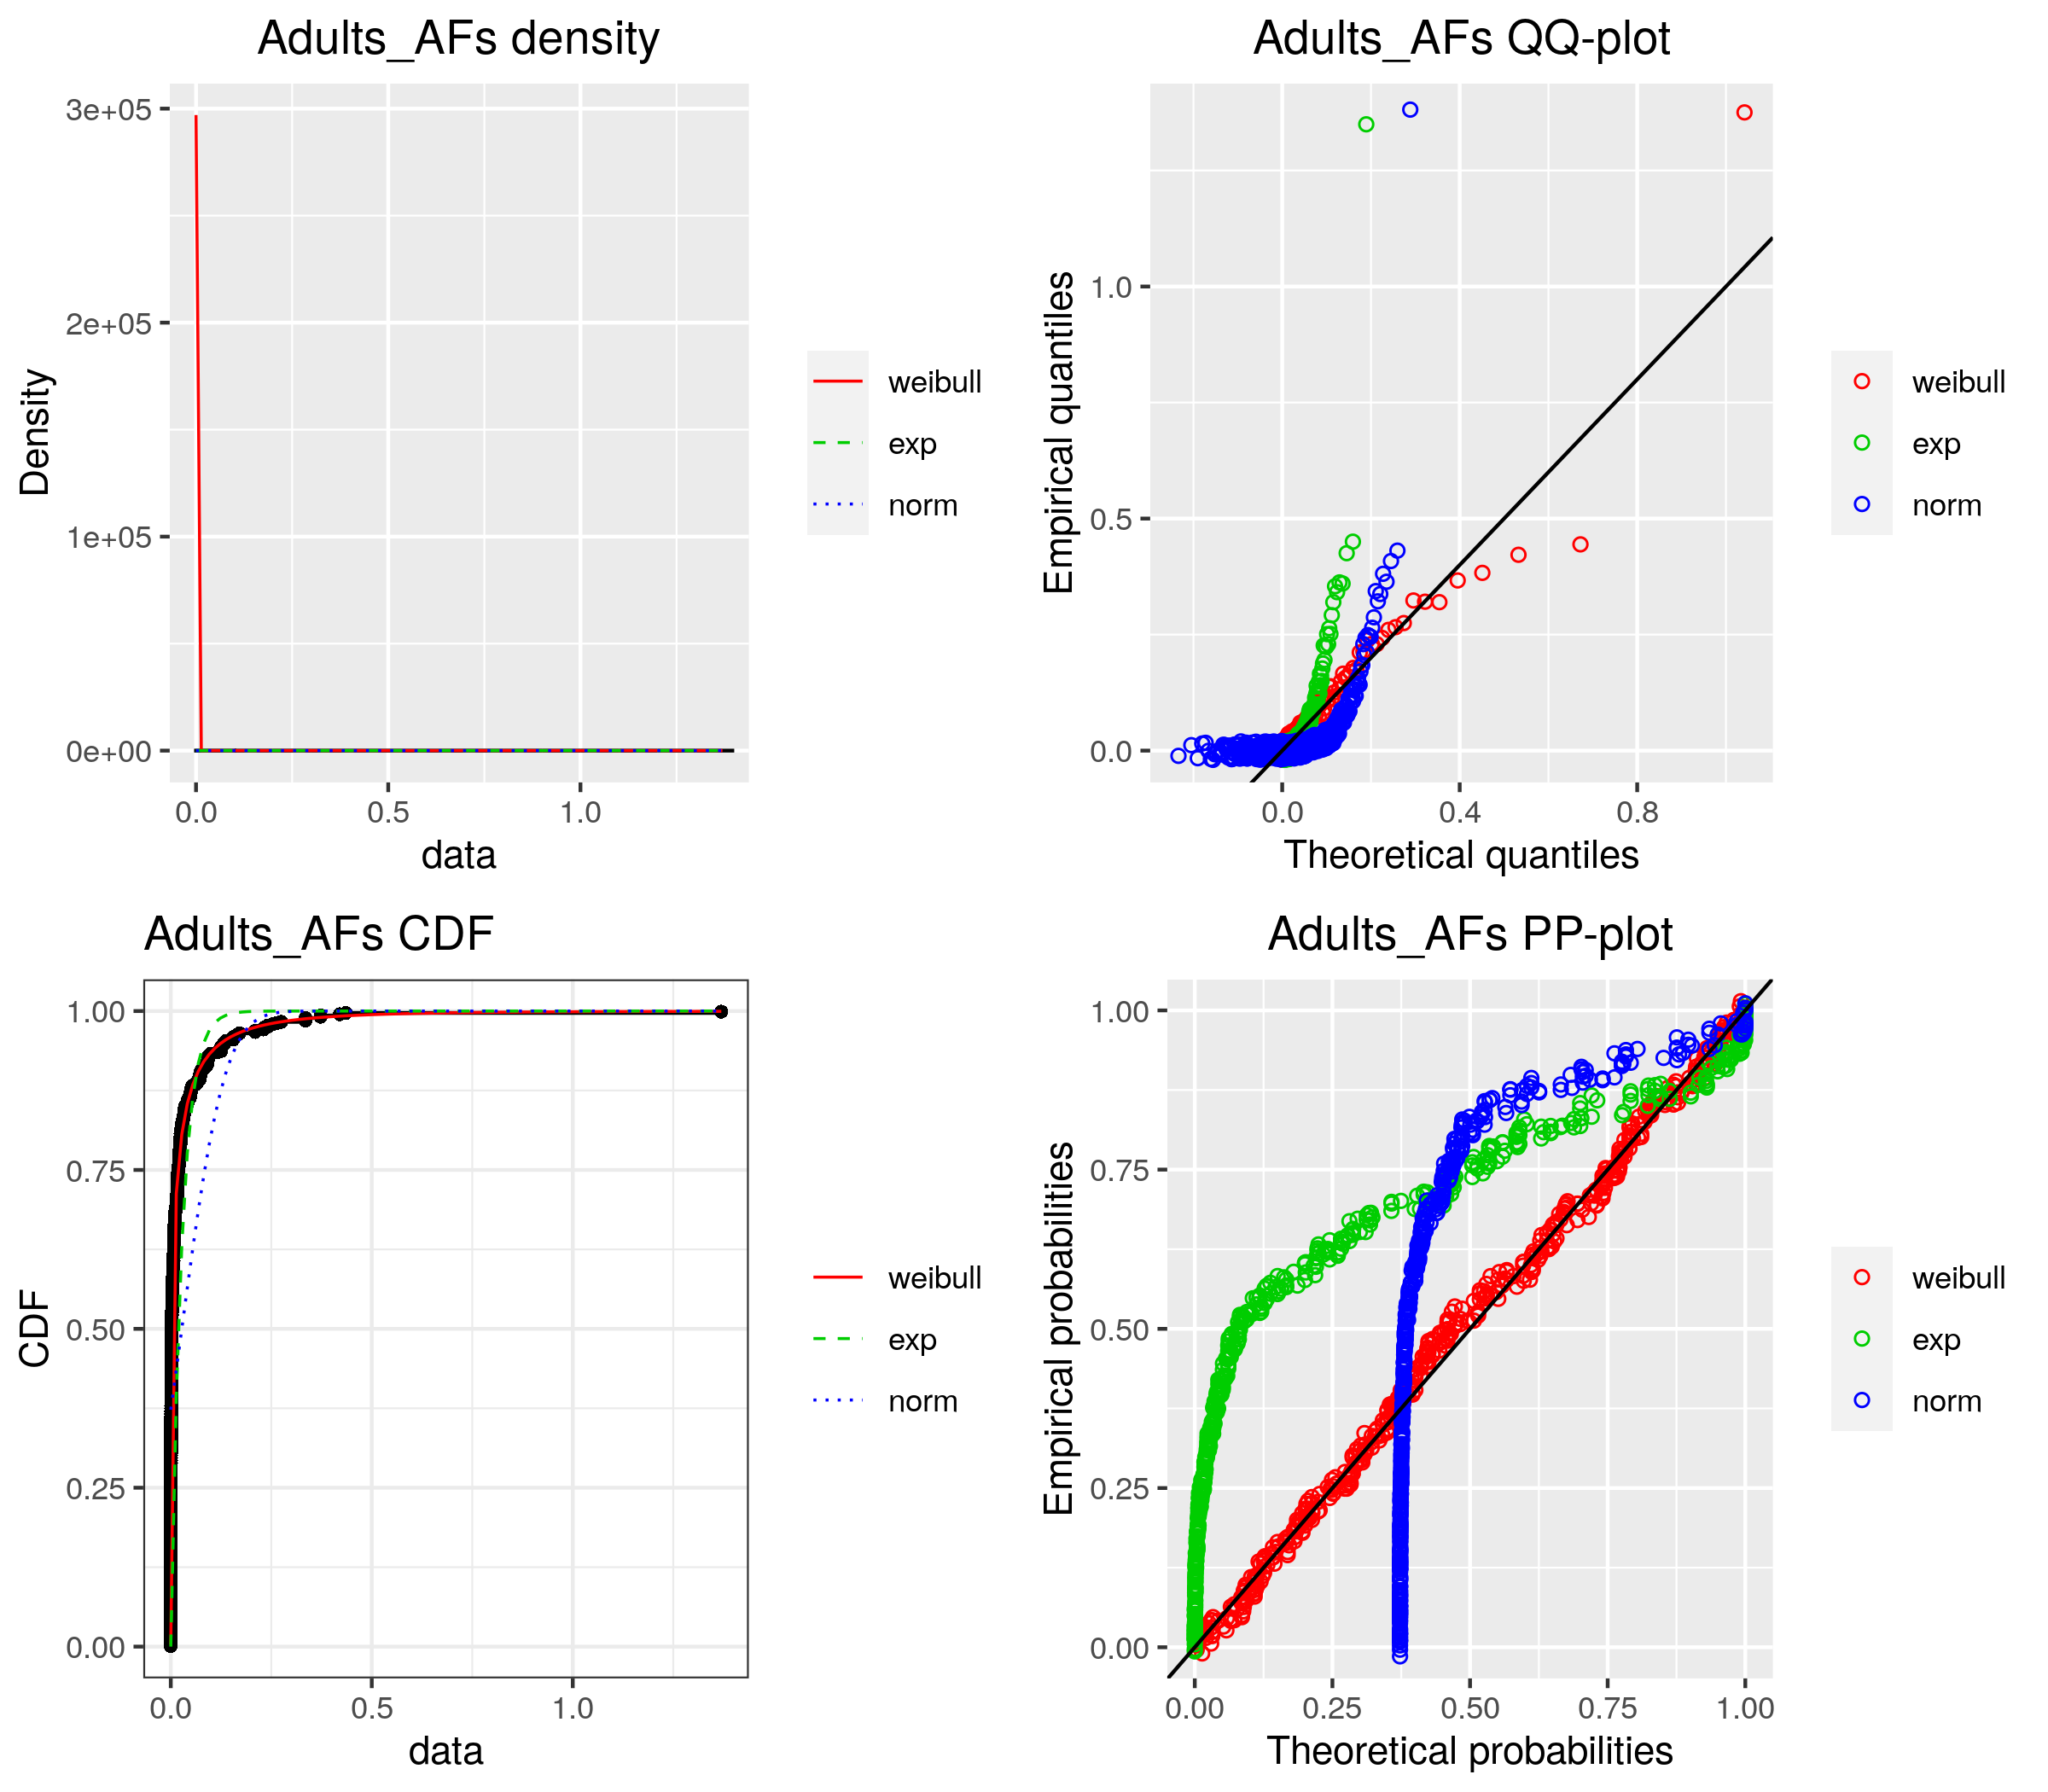 Adults_AFs density
3e+05
2e+05
1e+05
0e+00
Density
0.0 0.5 1.0
data
weibull
exp
norm
Adults_AFs QQ-plot
1.0
0.5
0.0
Empirical quantiles
0.0 0.4 0.8
Theoretical quantiles
weibull
exp
norm
Adults_AFs CDF
1.00
0.75
0.50
0.25
0.00
CDF
0.0 0.5 1.0
data
weibull
exp
norm
Adults_AFs PP-plot
1.00
0.75
0.50
0.25
0.00
Empirical probabilities
0.00 0.25 0.50 0.75 1.00
Theoretical probabilities
weibull
exp
norm